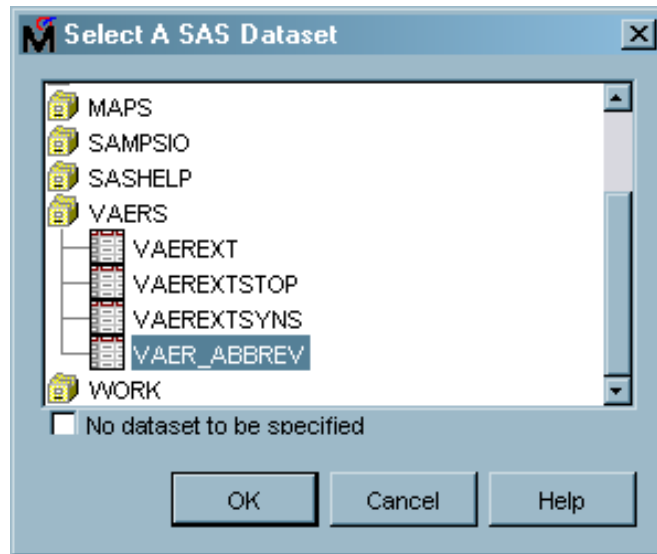 Select A SAS Dataset
MAPS
SAMPSIO
SASHELP
VAERS
VAEREXT
VAEREXTSTOP
VAEREXTSYNS
VAER_ABBREV
WORK
No dataset to be specified
OK Cancel Help